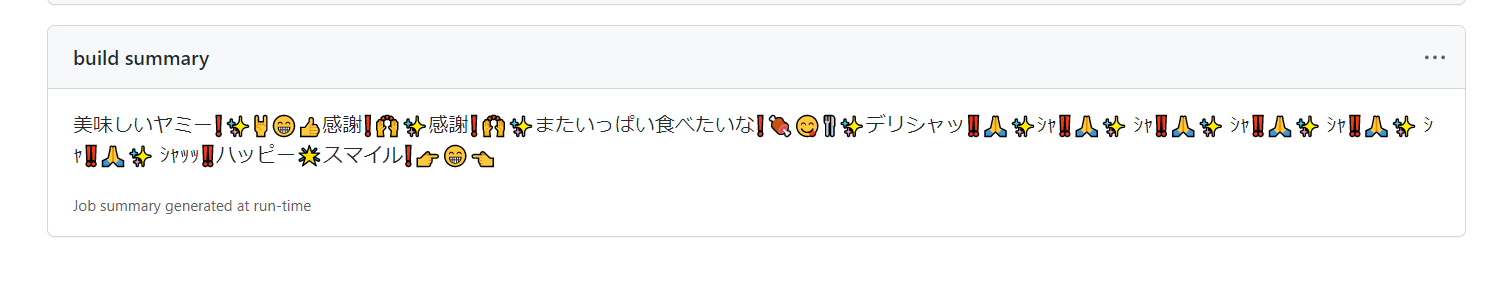 build summary
美味しいヤミー❗✨🤘😁👍感謝❗🙌✨感謝❗🙌✨またいっぱい食べたいな❗🍖😋🍴✨デリシャッ‼🙏✨ｼｬ‼🙏✨ ｼｬ‼🙏✨ ｼｬ‼🙏✨ ｼｬ‼🙏✨ ｼ
ｬ‼🙏✨ ｼｬｯｯ‼ハッピー🌟スマイル❗👉😁👈
Job summary generated at run-time